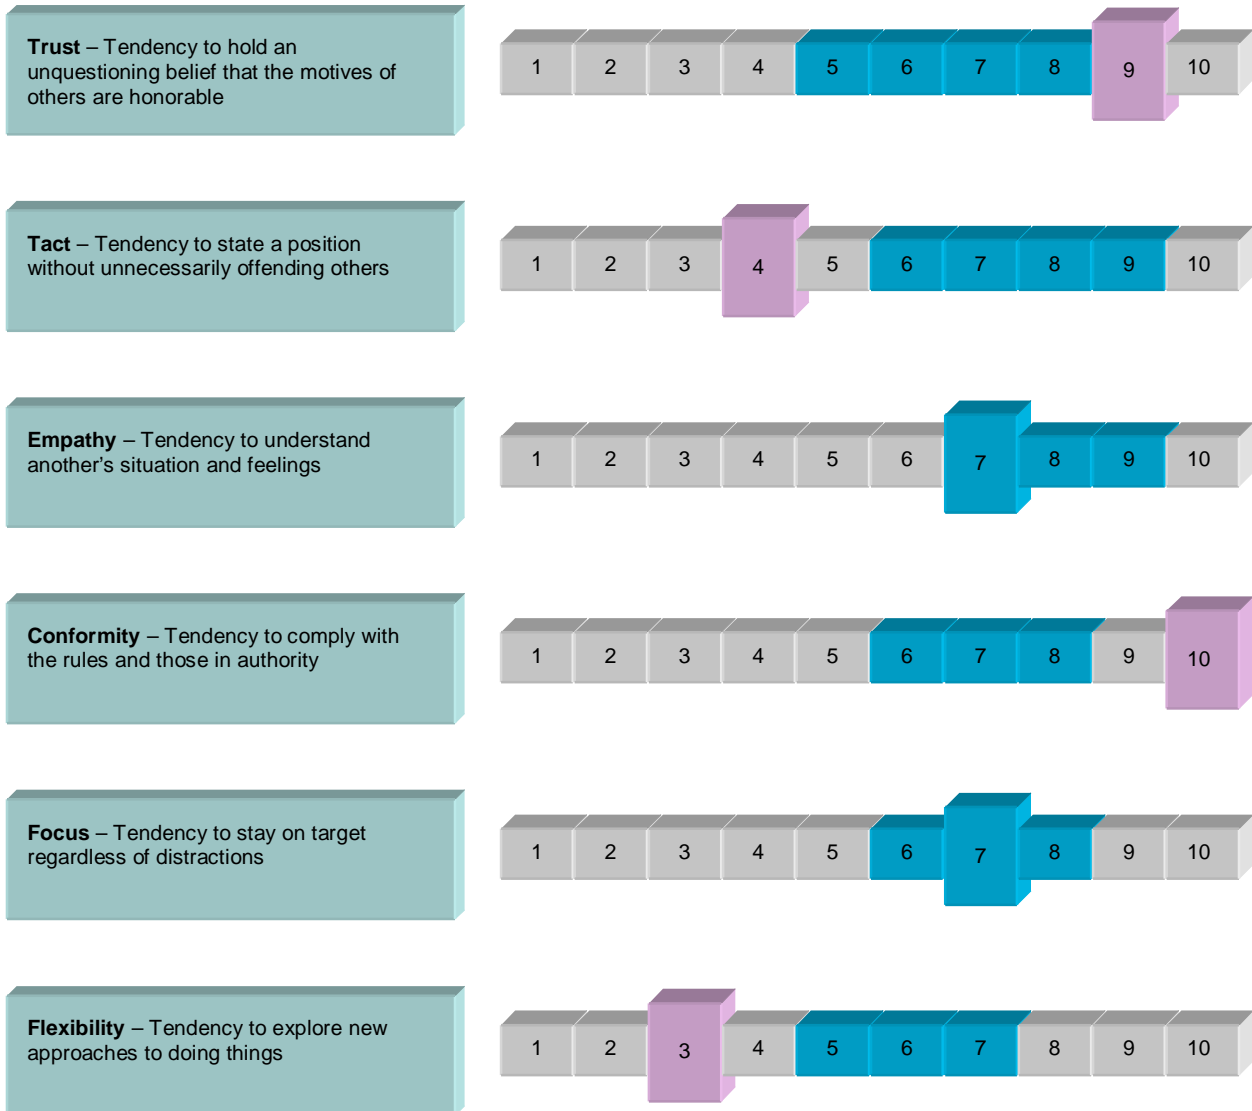 Trust – Tendency to hold an
unquestioning belief that the motives of
others are honorable
1 2 3 4 5 6 7 8 9 10
Tact – Tendency to state a position
without unnecessarily offending others
1 2 3 4 5 6 7 8 9 10
Empathy – Tendency to understand
another’s situation and feelings
1 2 3 4 5 6 7 8 9 10
Conformity – Tendency to comply with
the rules and those in authority
1 2 3 4 5 6 7 8 9 10
Focus – Tendency to stay on target
regardless of distractions
1 2 3 4 5 6 7 8 9 10
Flexibility – Tendency to explore new
approaches to doing things
1 2 3 4 5 6 7 8 9 10